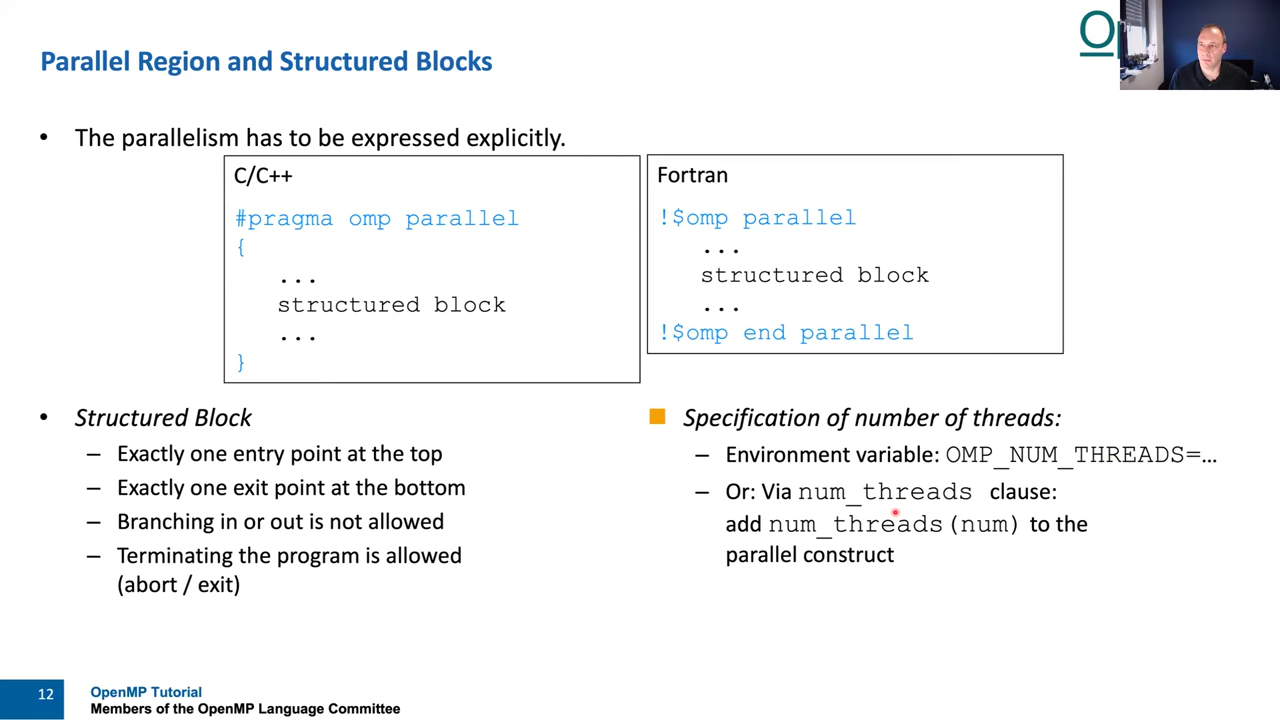 Parallel Region and Structured Blocks
• The parallelism has to be expressed explicitly.
C/C++
#pragma omp parallel
{
...
structured block
...
}
Fortran
!$omp parallel
...
structured block
...
!$omp end parallel
• Structured Block
– Exactly one entry point at the top
– Exactly one exit point at the bottom
– Branching in or out is not allowed
– Terminating the program is allowed
(abort / exit)
Specification of number of threads:
– Environment variable: OMP_NUM_THREADS=…
– Or: Via num_threads clause:
add num_threads(num) to the
parallel construct
12
OpenMP Tutorial
Members of the OpenMP Language Committee